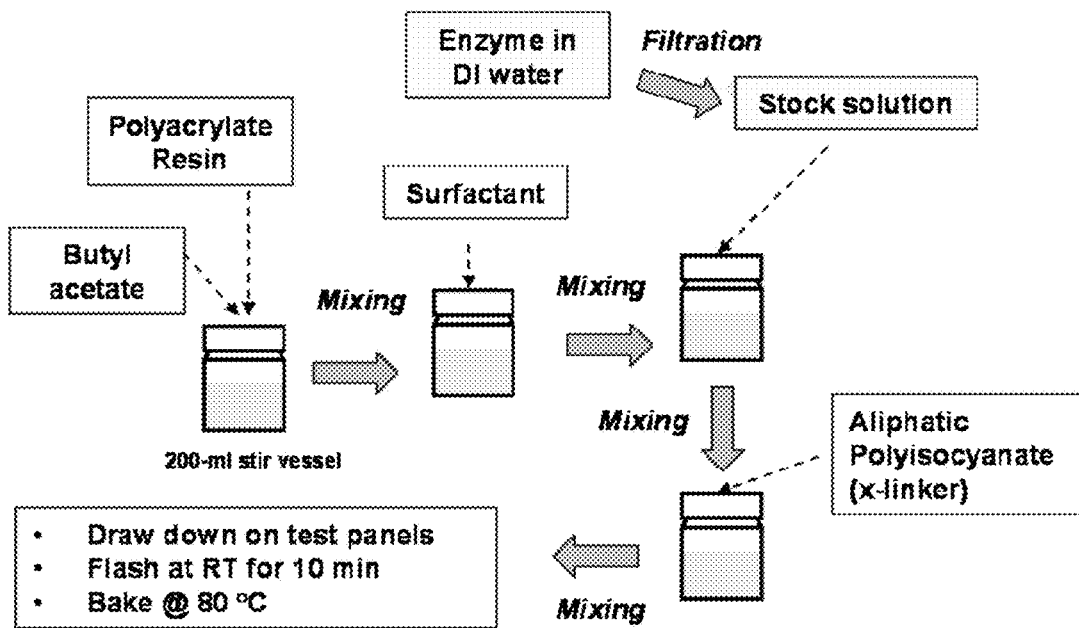 Enzyme in
DI water
Filtration
Stock solution
Polyacrylate
Resin
Surfactant
Butyl
acetate
Mixing
Mixing
200-ml stir vessel
Mixing
Aliphatic
Polyisocyanate
(x-linker)
• Draw down on test panels
• Flash at RT for 10 min
• Bake @ 80 °C
Mixing